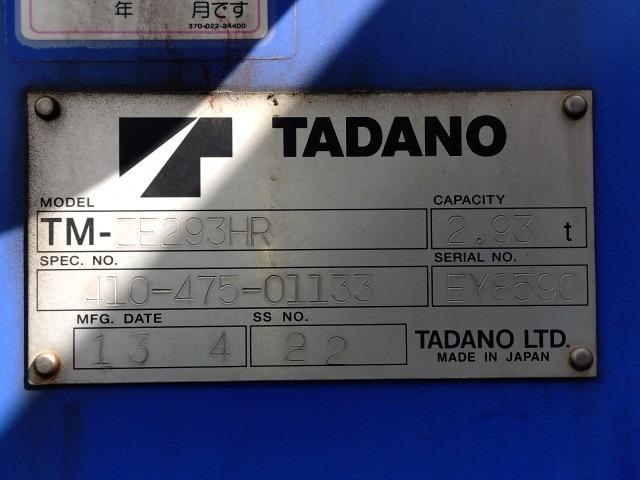 年 月です
370-022-24400
TADANO
MODEL CAPACITY
TM-ZE293HR 2.93 t
SPEC. NO. SERIAL NO.
410-475-01133 EY8590
MFG. DATE SS NO.
13 4 22 TADANO LTD.
MADE IN JAPAN